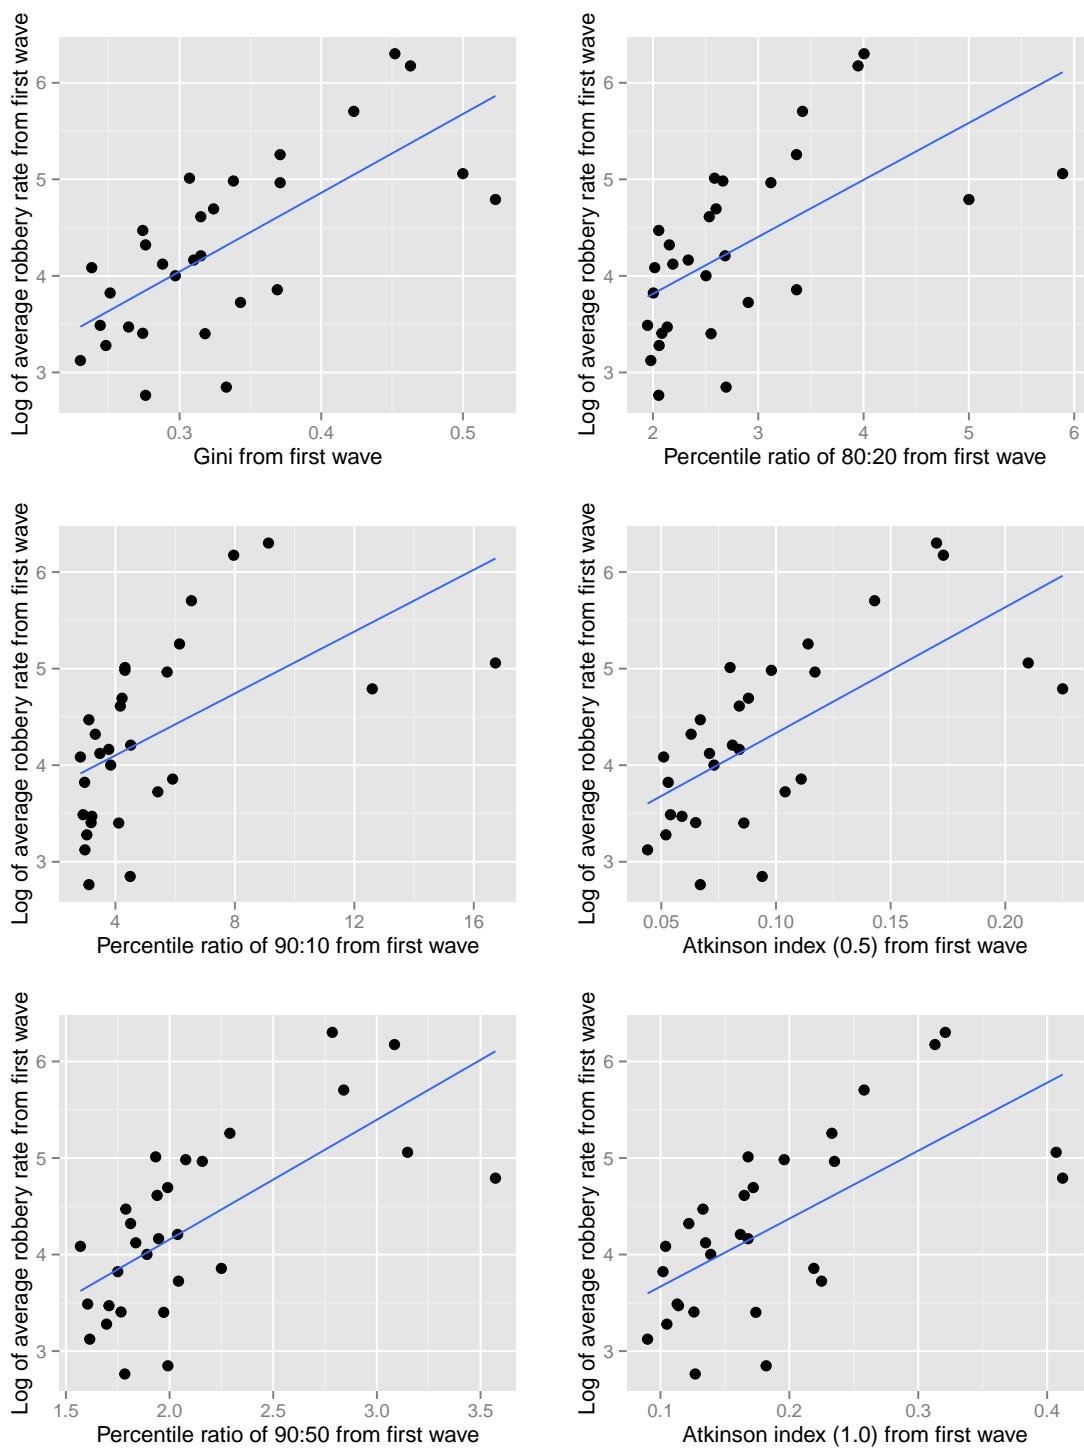 Log of average robbery rate from first wave
6
5
4
3
0.3 0.4 0.5
Gini from first wave
Log of average robbery rate from first wave
6
5
4
3
2 3 4 5 6
Percentile ratio of 80:20 from first wave
Log of average robbery rate from first wave
6
5
4
3
4 8 12 16
Percentile ratio of 90:10 from first wave
Log of average robbery rate from first wave
6
5
4
3
0.05 0.10 0.15 0.20
Atkinson index (0.5) from first wave
Log of average robbery rate from first wave
6
5
4
3
1.5 2.0 2.5 3.0 3.5
Percentile ratio of 90:50 from first wave
Log of average robbery rate from first wave
6
5
4
3
0.1 0.2 0.3 0.4
Atkinson index (1.0) from first wave